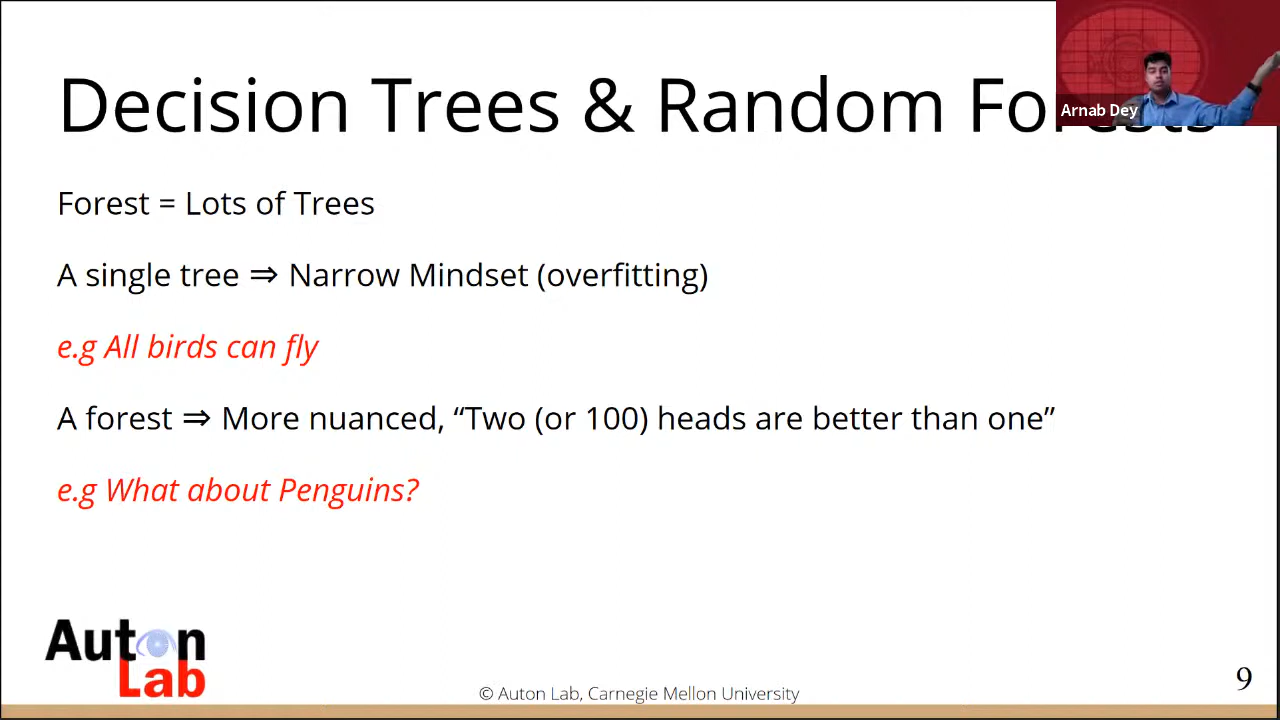 Decision Trees & Random Forests
Arnab Dey
Forest = Lots of Trees
A single tree ⇒ Narrow Mindset (overfitting)
e.g All birds can fly
A forest ⇒ More nuanced, “Two (or 100) heads are better than one”
e.g What about Penguins?
Auton
Lab
© Auton Lab, Carnegie Mellon University
9